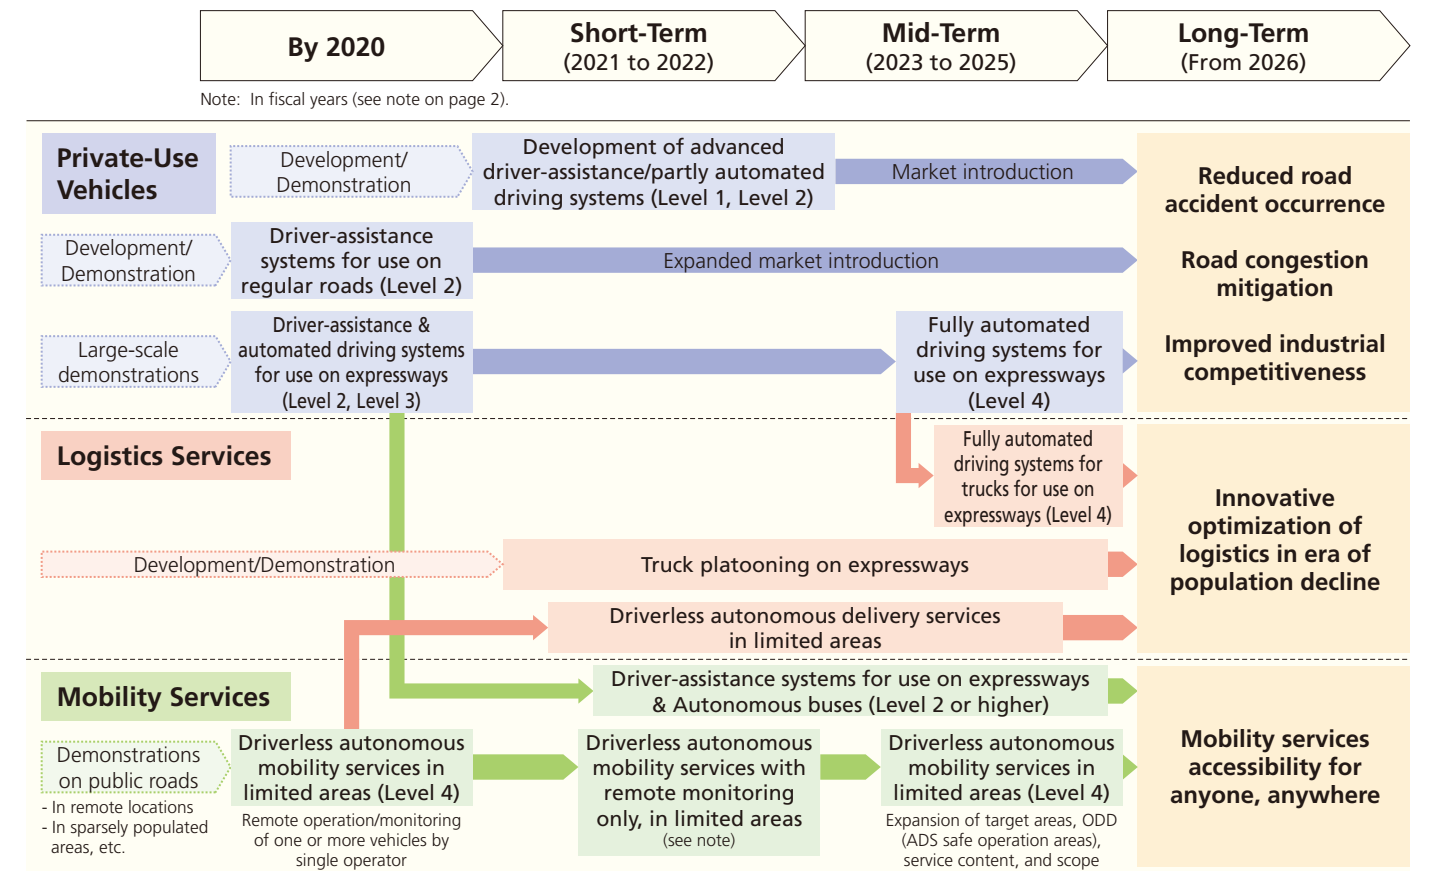 By 2020
Short-Term
(2021 to 2022)
Mid-Term
(2023 to 2025)
Long-Term
(From 2026)
Note: In fiscal years (see note on page 2).
Private-Use
Vehicles
Development/
Demonstration
Development of advanced
driver-assistance/partly automated
driving systems (Level 1, Level 2)
Market introduction
Development/
Demonstration
Driver-assistance
systems for use on
regular roads (Level 2)
Expanded market introduction
Large-scale
demonstrations
Driver-assistance &
automated driving systems
for use on expressways
(Level 2, Level 3)
Fully automated
driving systems for
use on expressways
(Level 4)
Reduced road
accident occurrence
Road congestion
mitigation
Improved industrial
competitiveness
Logistics Services
Fully automated
driving systems for
trucks for use on
expressways (Level 4)
Development/Demonstration
Truck platooning on expressways
Driverless autonomous delivery services
in limited areas
Innovative
optimization of
logistics in era of
population decline
Mobility Services
Driver-assistance systems for use on expressways
& Autonomous buses (Level 2 or higher)
Demonstrations
on public roads
- In remote locations
- In sparsely populated
areas, etc.
Driverless autonomous
mobility services in
limited areas (Level 4)
Remote operation/monitoring
of one or more vehicles by
single operator
Driverless autonomous
mobility services with
remote monitoring
only, in limited areas
(see note)
Driverless autonomous
mobility services in
limited areas (Level 4)
Expansion of target areas, ODD
(ADS safe operation areas),
service content, and scope
Mobility services
accessibility for
anyone, anywhere